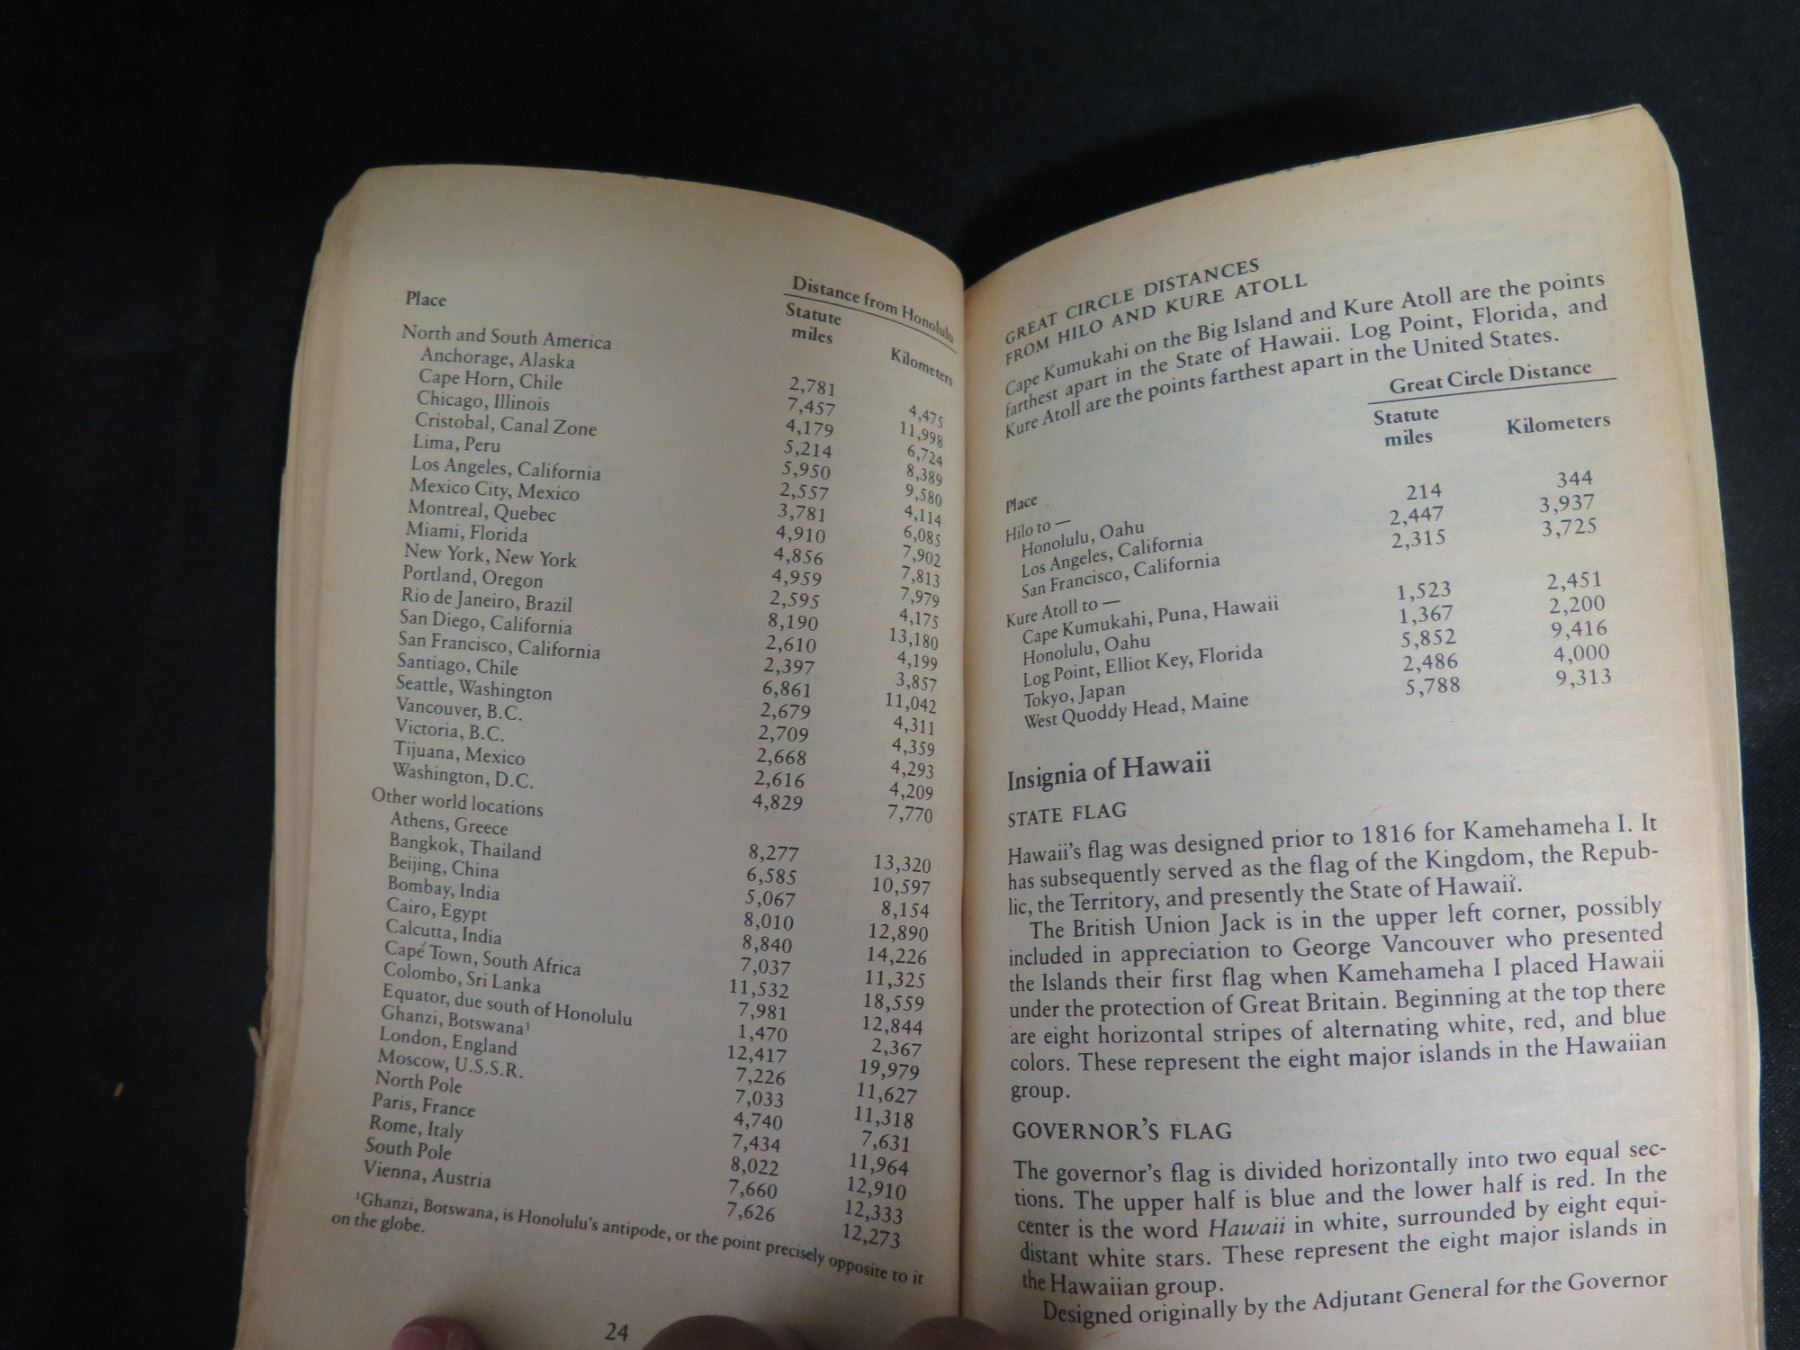 Place Distance from Honolulu
Statute miles Kilometers
North and South America
Anchorage, Alaska 2,781 4,475
Cape Horn, Chile 7,457 11,998
Chicago, Illinois 4,179 6,724
Cristobal, Canal Zone 5,214 8,389
Lima, Peru 5,950 9,580
Los Angeles, California 2,557 4,114
Mexico City, Mexico 3,781 6,085
Montreal, Quebec 4,910 7,902
Miami, Florida 4,856 7,813
New York, New York 4,959 7,979
Portland, Oregon 2,595 4,175
Rio de Janeiro, Brazil 8,190 13,180
San Diego, California 2,610 4,199
San Francisco, California 2,397 3,857
Santiago, Chile 6,861 11,042
Seattle, Washington 2,679 4,311
Vancouver, B.C. 2,709 4,359
Victoria, B.C. 2,668 4,293
Tijuana, Mexico 2,616 4,209
Washington, D.C. 4,829 7,770
Other world locations
Athens, Greece 8,277 13,320
Bangkok, Thailand 6,585 10,597
Beijing, China 5,067 8,154
Bombay, India 8,010 12,890
Cairo, Egypt 8,840 14,226
Calcutta, India 7,037 11,325
Cape Town, South Africa 11,532 18,559
Colombo, Sri Lanka 7,981 12,844
Equator, due south of Honolulu 1,470 2,367
Ghanzi, Botswana¹ 12,417 19,979
London, England 7,226 11,627
Moscow, U.S.S.R. 7,033 11,318
North Pole 4,740 7,631
Paris, France 7,434 11,964
Rome, Italy 8,022 12,910
South Pole 7,660 12,333
Vienna, Austria 7,626 12,273
¹Ghanzi, Botswana, is Honolulu's antipode, or the point precisely opposite to it
on the globe.
24
GREAT CIRCLE DISTANCES
FROM HILO AND KURE ATOLL
Cape Kumukahi on the Big Island and Kure Atoll are the points
farthest apart in the State of Hawaii. Log Point, Florida, and
Kure Atoll are the points farthest apart in the United States.
Great Circle Distance
Statute
miles Kilometers
Place
Hilo to —
Honolulu, Oahu 214 344
Los Angeles, California 2,447 3,937
San Francisco, California 2,315 3,725
Kure Atoll to —
Cape Kumukahi, Puna, Hawaii 1,523 2,451
Honolulu, Oahu 1,367 2,200
Log Point, Elliot Key, Florida 5,852 9,416
Tokyo, Japan 2,486 4,000
West Quoddy Head, Maine 5,788 9,313
Insignia of Hawaii
STATE FLAG
Hawaii's flag was designed prior to 1816 for Kamehameha I. It
has subsequently served as the flag of the Kingdom, the Repub-
lic, the Territory, and presently the State of Hawaii.
The British Union Jack is in the upper left corner, possibly
included in appreciation to George Vancouver who presented
the Islands their first flag when Kamehameha I placed Hawaii
under the protection of Great Britain. Beginning at the top there
are eight horizontal stripes of alternating white, red, and blue
colors. These represent the eight major islands in the Hawaiian
group.
GOVERNOR'S FLAG
The governor's flag is divided horizontally into two equal sec-
tions. The upper half is blue and the lower half is red. In the
center is the word Hawaii in white, surrounded by eight equi-
distant white stars. These represent the eight major islands in
the Hawaiian group.
Designed originally by the Adjutant General for the Governor